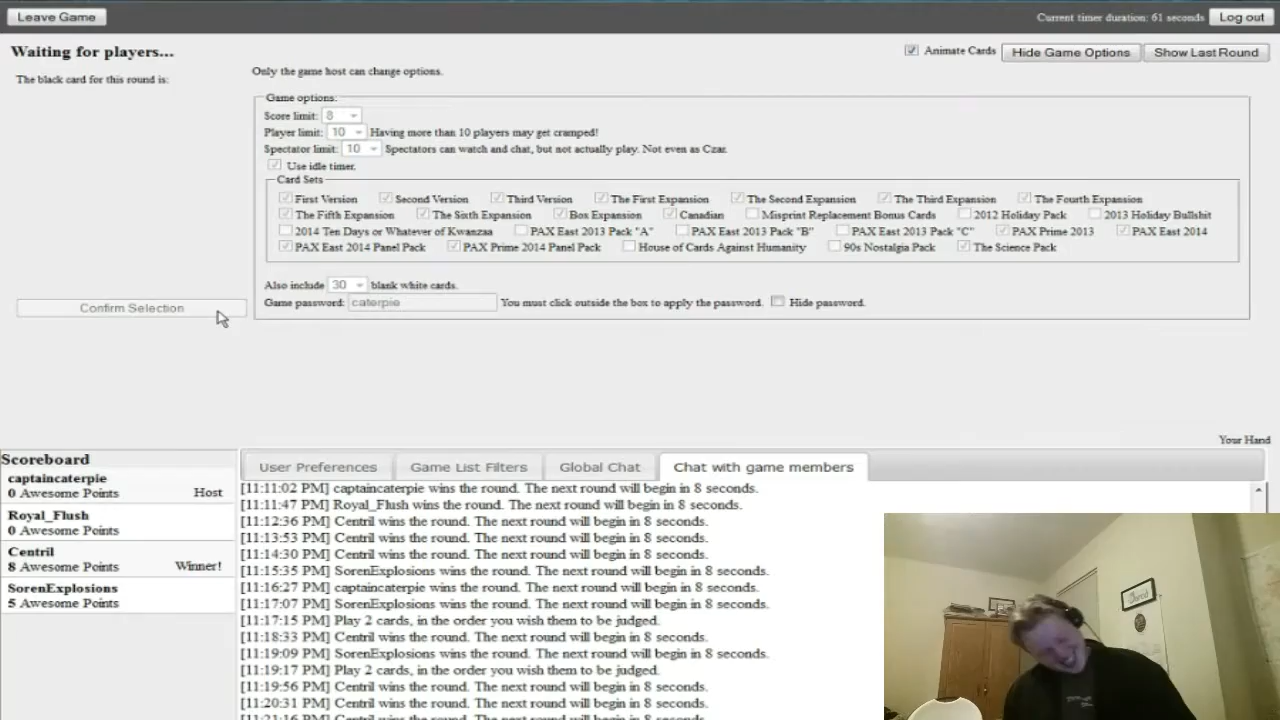 Leave Game
Current timer duration: 61 seconds
Log out
Waiting for players...
Animate Cards
Hide Game Options
Show Last Round
The black card for this round is:
Only the game host can change options.
Game options:
Score limit: 8
Player limit: 10 Having more than 10 players may get cramped!
Spectator limit: 10 Spectators can watch and chat, but not actually play. Not even as Czar.
Use idle timer.
Card Sets
First Version Second Version Third Version The First Expansion The Second Expansion The Third Expansion The Fourth Expansion
The Fifth Expansion The Sixth Expansion Box Expansion Canadian Misprint Replacement Bonus Cards 2012 Holiday Pack 2013 Holiday Bullshit
2014 Ten Days or Whatever of Kwanzaa PAX East 2013 Pack "A" PAX East 2013 Pack "B" PAX East 2013 Pack "C" PAX Prime 2013 PAX East 2014
PAX East 2014 Panel Pack PAX Prime 2014 Panel Pack House of Cards Against Humanity 90s Nostalgia Pack The Science Pack
Also include 30 blank white cards.
Game password: caterpie You must click outside the box to apply the password. Hide password.
Confirm Selection
Your Hand
Scoreboard
captaincaterpie
0 Awesome Points Host
Royal_Flush
0 Awesome Points
Centril
8 Awesome Points Winner!
SorenExplosions
5 Awesome Points
User Preferences
Game List Filters
Global Chat
Chat with game members
[11:11:02 PM] captaincaterpie wins the round. The next round will begin in 8 seconds.
[11:11:47 PM] Royal_Flush wins the round. The next round will begin in 8 seconds.
[11:12:36 PM] Centril wins the round. The next round will begin in 8 seconds.
[11:13:53 PM] Centril wins the round. The next round will begin in 8 seconds.
[11:14:30 PM] Centril wins the round. The next round will begin in 8 seconds.
[11:15:35 PM] SorenExplosions wins the round. The next round will begin in 8 seconds.
[11:16:27 PM] captaincaterpie wins the round. The next round will begin in 8 seconds.
[11:17:07 PM] SorenExplosions wins the round. The next round will begin in 8 seconds.
[11:17:15 PM] Play 2 cards, in the order you wish them to be judged.
[11:18:33 PM] Centril wins the round. The next round will begin in 8 seconds.
[11:19:09 PM] SorenExplosions wins the round. The next round will begin in 8 seconds.
[11:19:17 PM] Play 2 cards, in the order you wish them to be judged.
[11:19:56 PM] Centril wins the round. The next round will begin in 8 seconds.
[11:20:31 PM] Centril wins the round. The next round will begin in 8 seconds.
[11:21:16 PM] Centril wins the round. The next round will begin in 8 seconds.